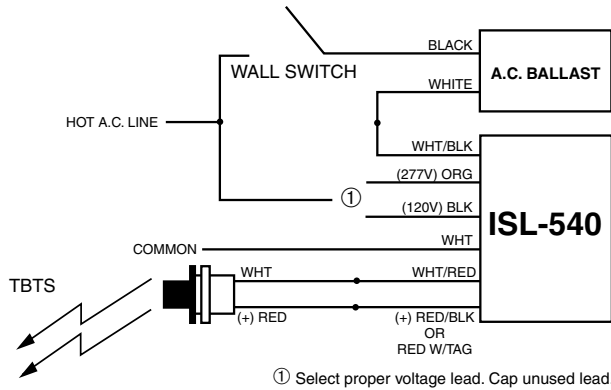 BLACK
WALL SWITCH
A.C. BALLAST
WHITE
HOT A.C. LINE
WHT/BLK
(277V) ORG
①
(120V) BLK
ISL-540
WHT
COMMON
TBTS
WHT
WHT/RED
(+) RED
(+) RED/BLK
OR
RED W/TAG
① Select proper voltage lead. Cap unused lead